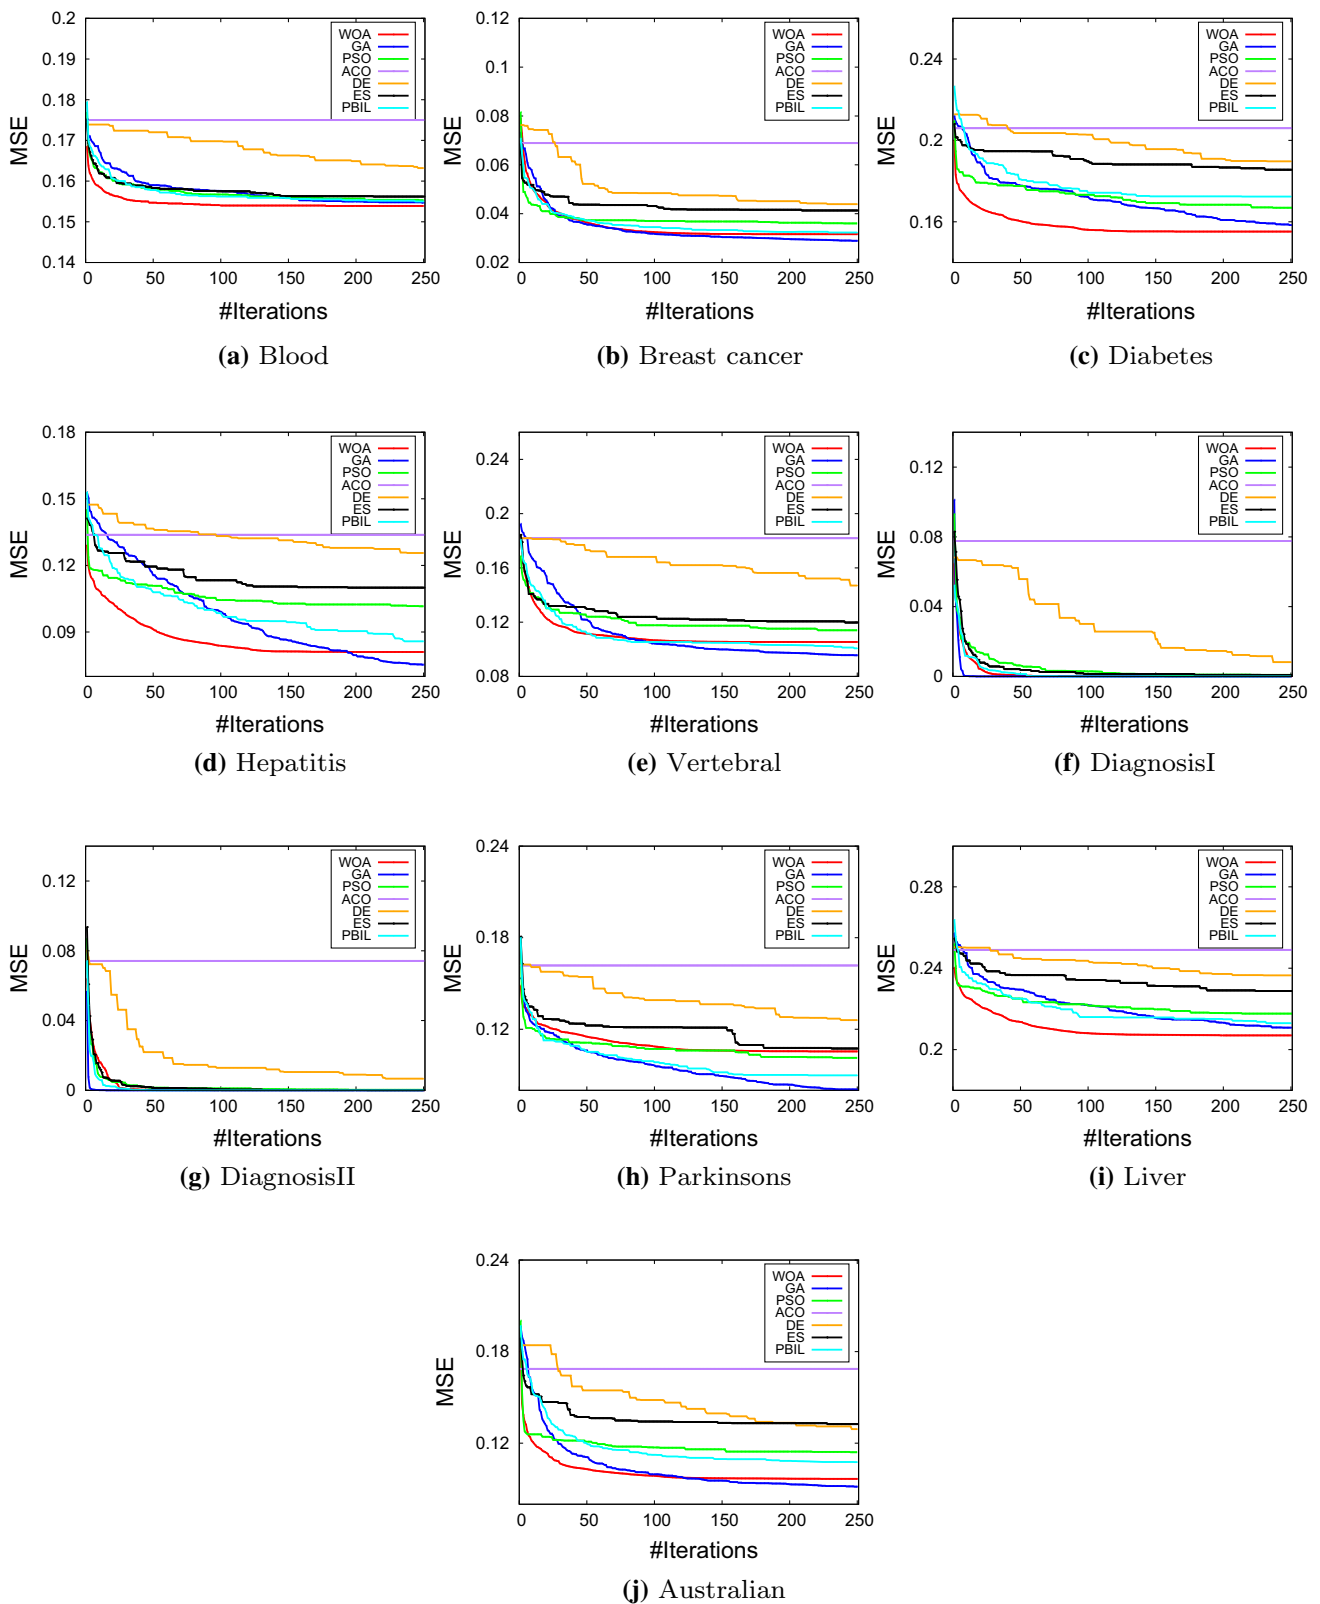 0.2
0.19
0.18
0.17
0.16
0.15
0.14
MSE
0 50 100 150 200 250
#Iterations
WOA
GA
PSO
ACO
DE
ES
PBIL
(a) Blood
0.12
0.1
0.08
0.06
0.04
0.02
MSE
0 50 100 150 200 250
#Iterations
WOA
GA
PSO
ACO
DE
ES
PBIL
(b) Breast cancer
0.24
0.2
0.16
MSE
0 50 100 150 200 250
#Iterations
WOA
GA
PSO
ACO
DE
ES
PBIL
(c) Diabetes
0.18
0.15
0.12
0.09
MSE
0 50 100 150 200 250
#Iterations
WOA
GA
PSO
ACO
DE
ES
PBIL
(d) Hepatitis
0.24
0.2
0.16
0.12
0.08
MSE
0 50 100 150 200 250
#Iterations
WOA
GA
PSO
ACO
DE
ES
PBIL
(e) Vertebral
0.12
0.08
0.04
0
MSE
0 50 100 150 200 250
#Iterations
WOA
GA
PSO
ACO
DE
ES
PBIL
(f) DiagnosisI
0.12
0.08
0.04
0
MSE
0 50 100 150 200 250
#Iterations
WOA
GA
PSO
ACO
DE
ES
PBIL
(g) DiagnosisII
0.24
0.18
0.12
MSE
0 50 100 150 200 250
#Iterations
WOA
GA
PSO
ACO
DE
ES
PBIL
(h) Parkinsons
0.28
0.24
0.2
MSE
0 50 100 150 200 250
#Iterations
WOA
GA
PSO
ACO
DE
ES
PBIL
(i) Liver
0.24
0.18
0.12
MSE
0 50 100 150 200 250
#Iterations
WOA
GA
PSO
ACO
DE
ES
PBIL
(j) Australian